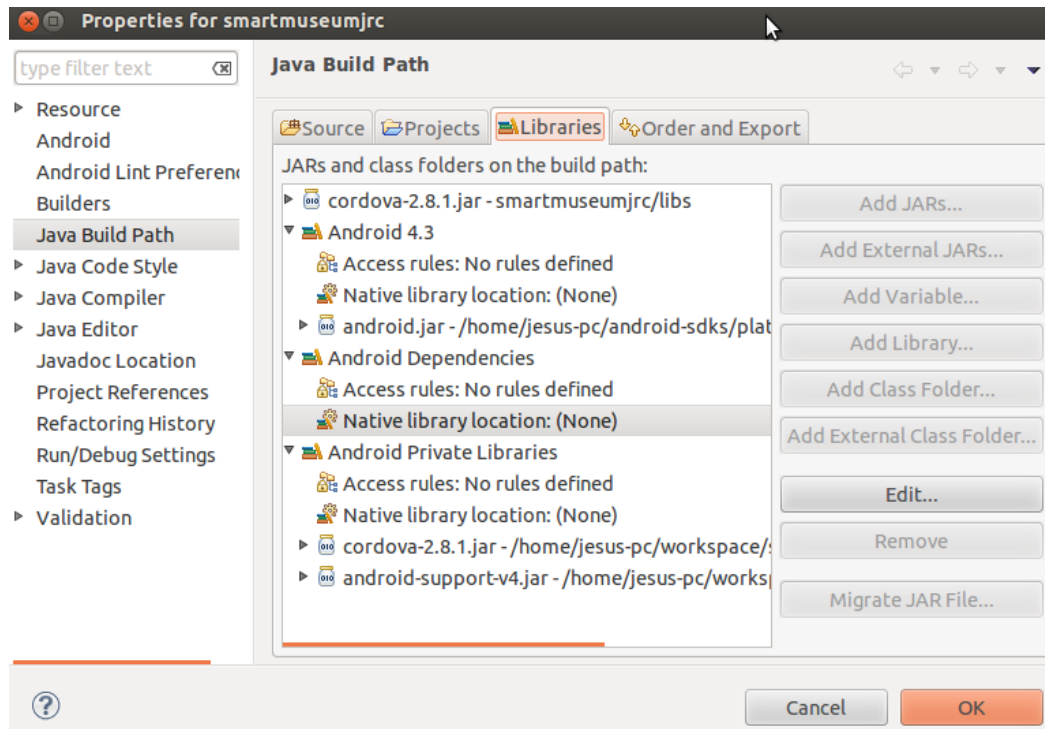 Properties for smartmuseumjrc
type filter text
Java Build Path
Resource
Android
Android Lint Preferen
Builders
Java Build Path
Java Code Style
Java Compiler
Java Editor
Javadoc Location
Project References
Refactoring History
Run/Debug Settings
Task Tags
Validation
Source
Projects
Libraries
Order and Export
JARs and class folders on the build path:
cordova-2.8.1.jar - smartmuseumjrc/libs
Android 4.3
Access rules: No rules defined
Native library location: (None)
android.jar - /home/jesus-pc/android-sdks/plat
Android Dependencies
Access rules: No rules defined
Native library location: (None)
Android Private Libraries
Access rules: No rules defined
Native library location: (None)
cordova-2.8.1.jar - /home/jesus-pc/workspace/
android-support-v4.jar - /home/jesus-pc/works
Add JARs...
Add External JARs...
Add Variable...
Add Library...
Add Class Folder...
Add External Class Folder...
Edit...
Remove
Migrate JAR File...
Cancel
OK